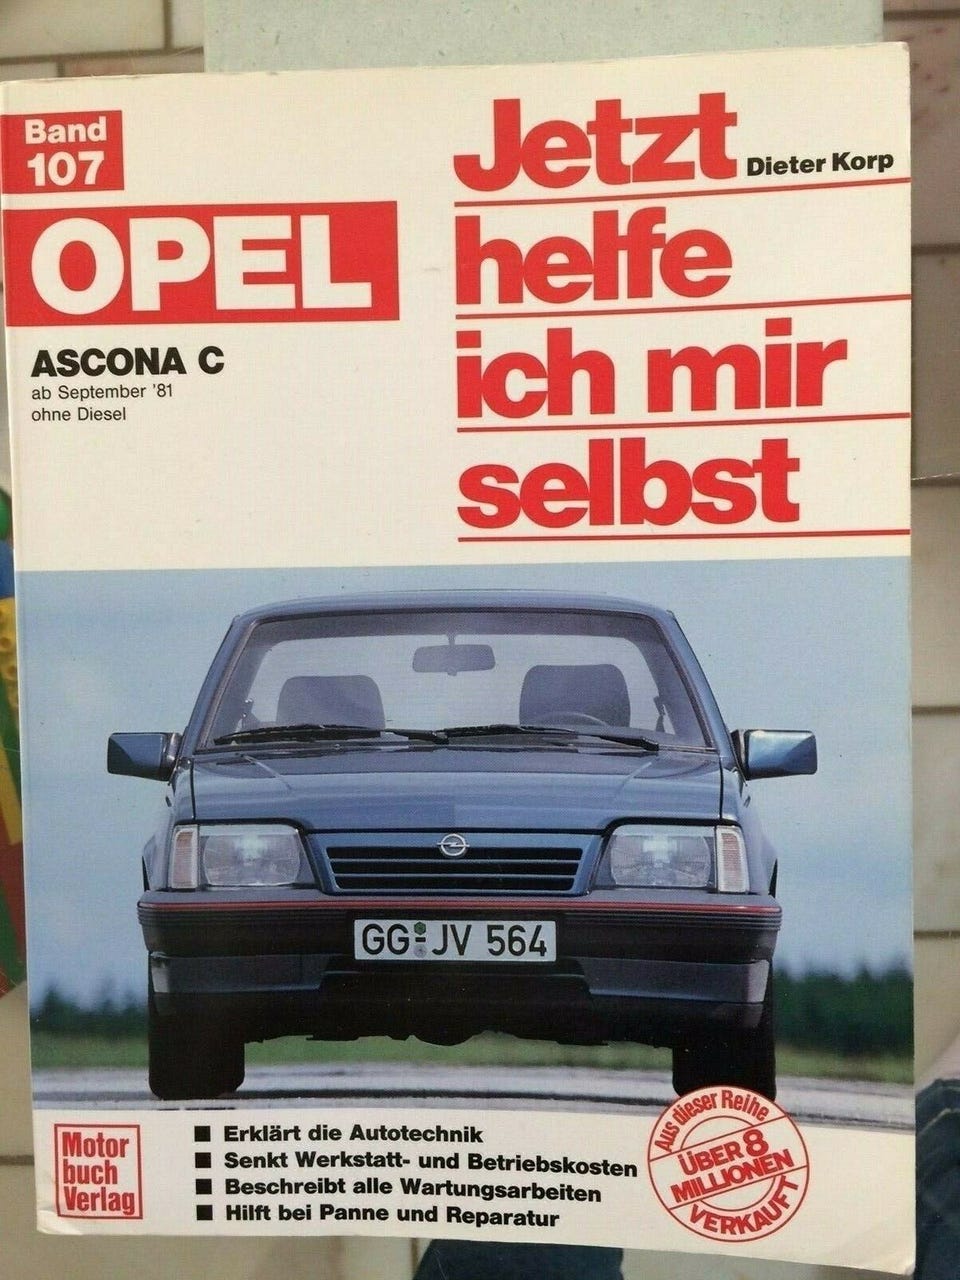 Band
107
OPEL
ASCONA C
ab September '81
ohne Diesel
Jetzt
Dieter Korp
helfe
ich mir
selbst
GG JV 564
Motor
buch
Verlag
Erklärt die Autotechnik
Senkt Werkstatt- und Betriebskosten
Beschreibt alle Wartungsarbeiten
Hilft bei Panne und Reparatur
Aus dieser Reihe
ÜBER 8
MILLIONEN
VERKAUFT